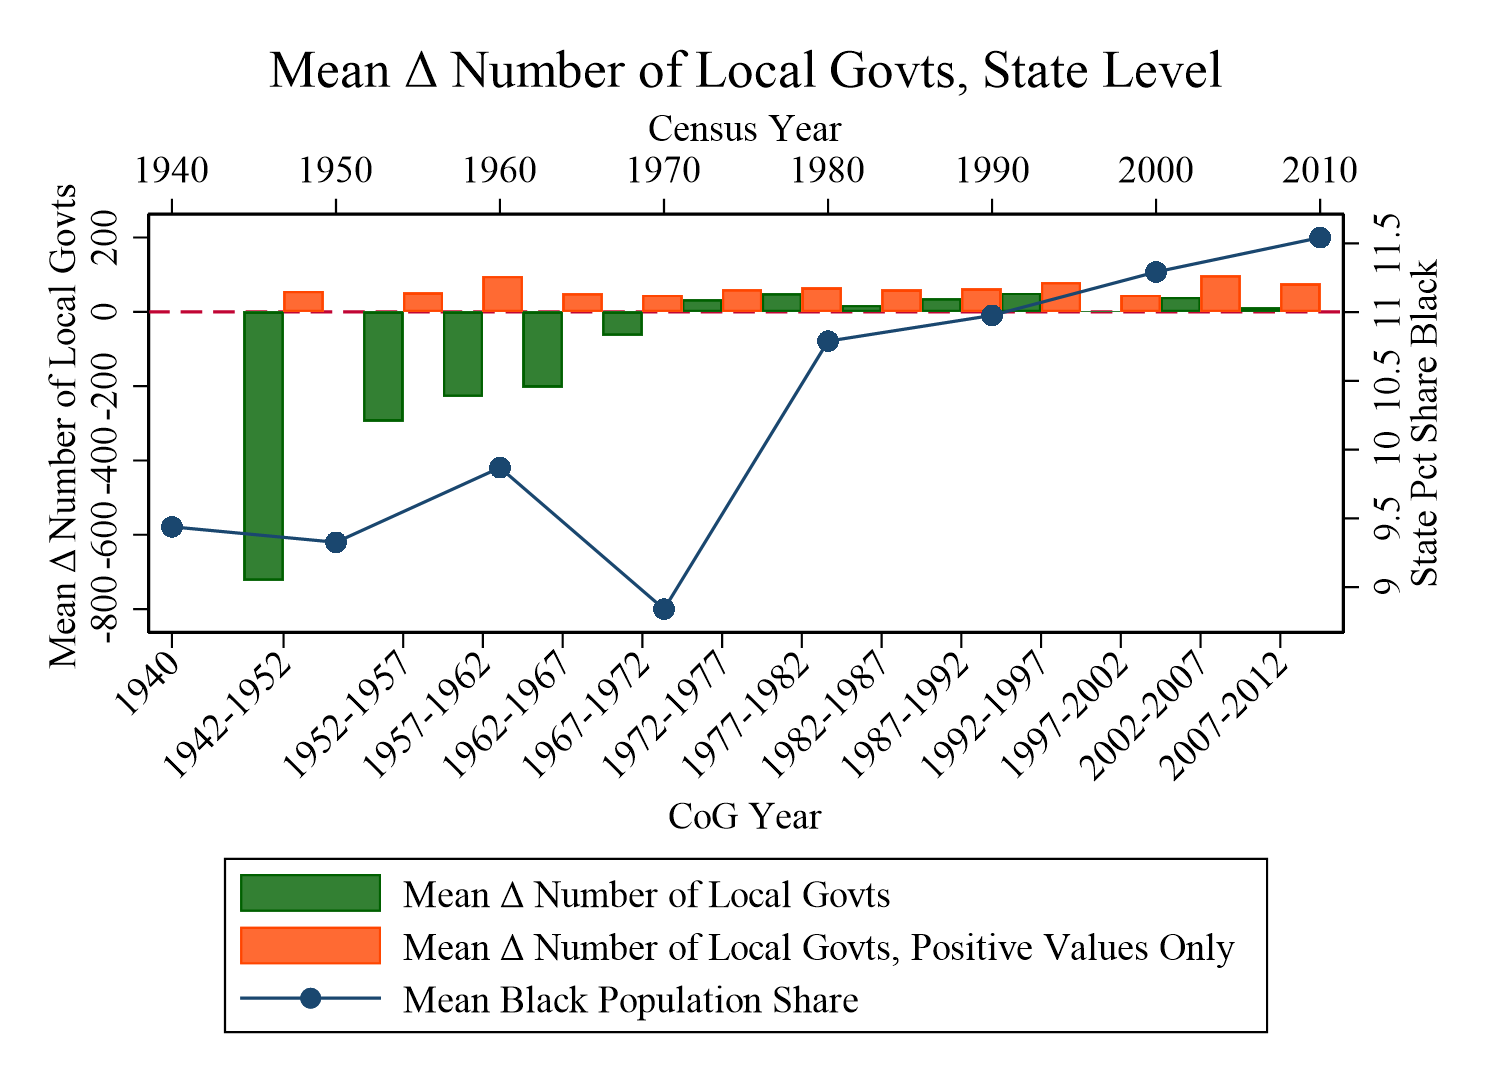 Mean Δ Number of Local Govts, State Level
Census Year
1940 1950 1960 1970 1980 1990 2000 2010
Mean Δ Number of Local Govts
200
0
-200
-400
-600
-800
11.5
11
10.5
10
9.5
9
State Pct Share Black
1940 1942-1952 1952-1957 1957-1962 1962-1967 1967-1972 1972-1977 1977-1982 1982-1987 1987-1992 1992-1997 1997-2002 2002-2007 2007-2012
CoG Year
Mean Δ Number of Local Govts
Mean Δ Number of Local Govts, Positive Values Only
Mean Black Population Share